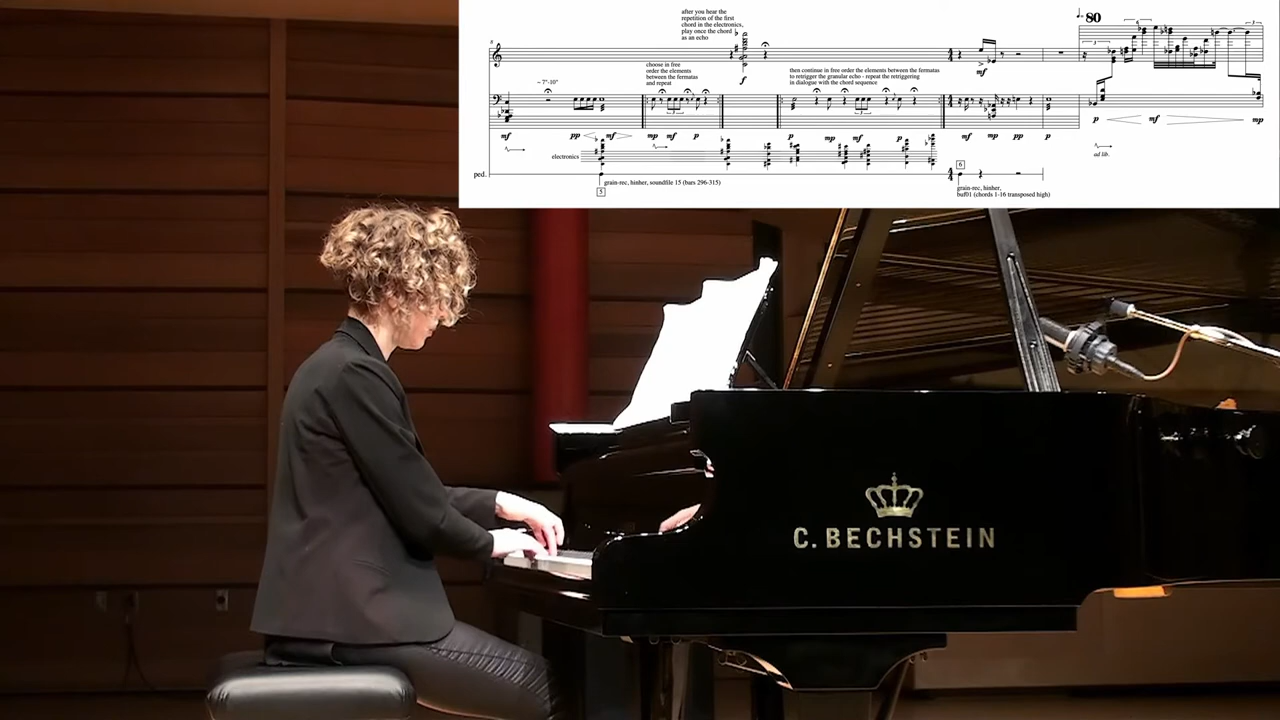 80
after you hear the
repetition of the first
chord in the electronics,
play once the chord
as an echo
8
4
mf
choose in free
order the elements
between the fermatas
and repeat
then continue in free order the elements between the fermatas
to retrigger the granular echo - repeat the retriggering
in dialogue with the chord sequence
~ 7"-10"
f
mf pp mf mp mf p p mp mf p mf mp pp p p mf mp
ad lib.
electronics
ped.
5
grain-rec, hinher, soundfile 15 (bars 296-315)
4
6
grain-rec, hinher,
buf01 (chords 1-16 transposed high)
C. BECHSTEIN